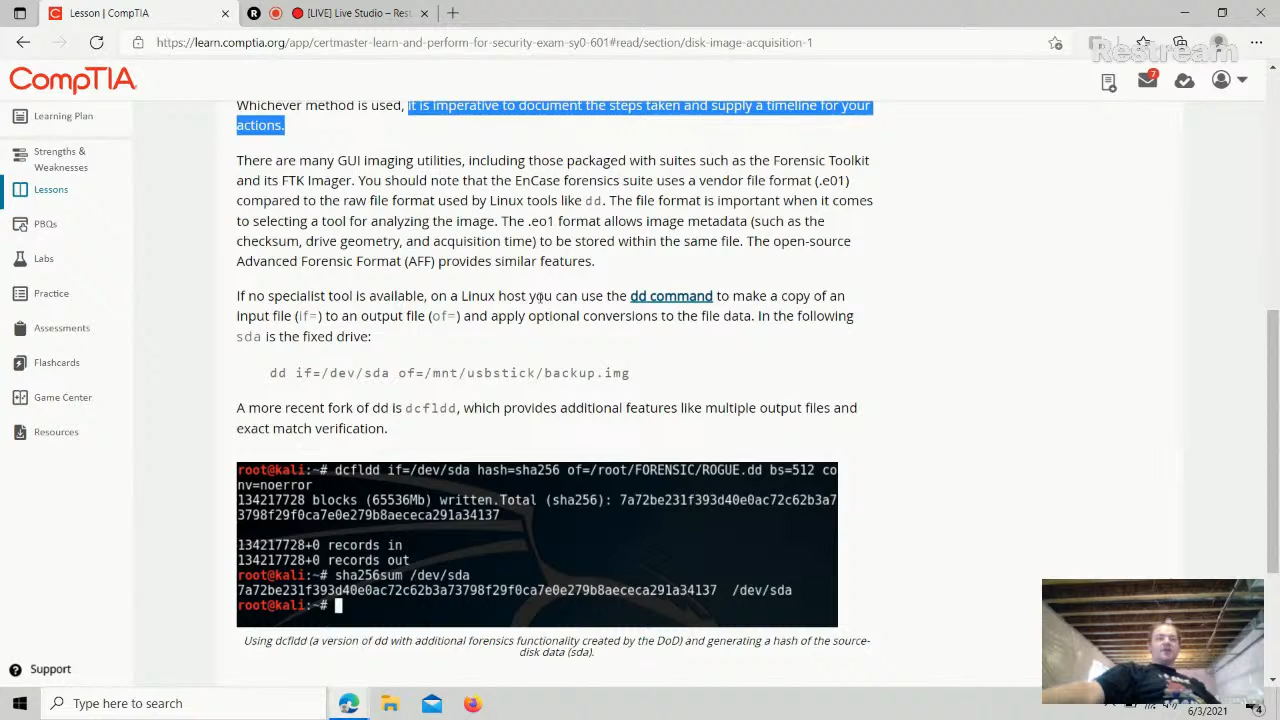 Lesson | CompTIA
[LIVE] Live Studio – Rest
https://learn.comptia.org/app/certmaster-learn-and-perform-for-security-exam-sy0-601#read/section/disk-image-acquisition-1
Restream
CompTIA
7
Learning Plan
Strengths &
Weaknesses
Lessons
PBQs
Labs
Practice
Assessments
Flashcards
Game Center
Resources
Support
Whichever method is used, it is imperative to document the steps taken and supply a timeline for your
actions.
There are many GUI imaging utilities, including those packaged with suites such as the Forensic Toolkit
and its FTK Imager. You should note that the EnCase forensics suite uses a vendor file format (.e01)
compared to the raw file format used by Linux tools like dd. The file format is important when it comes
to selecting a tool for analyzing the image. The .eo1 format allows image metadata (such as the
checksum, drive geometry, and acquisition time) to be stored within the same file. The open-source
Advanced Forensic Format (AFF) provides similar features.
If no specialist tool is available, on a Linux host you can use the dd command to make a copy of an
input file (if=) to an output file (of=) and apply optional conversions to the file data. In the following
sda is the fixed drive:
dd if=/dev/sda of=/mnt/usbstick/backup.img
A more recent fork of dd is dcfldd, which provides additional features like multiple output files and
exact match verification.
root@kali:~# dcfldd if=/dev/sda hash=sha256 of=/root/FORENSIC/ROGUE.dd bs=512 co
nv=noerror
134217728 blocks (65536Mb) written.Total (sha256): 7a72be231f393d40e0ac72c62b3a7
3798f29f0ca7e0e279b8aececa291a34137
134217728+0 records in
134217728+0 records out
root@kali:~# sha256sum /dev/sda
7a72be231f393d40e0ac72c62b3a73798f29f0ca7e0e279b8aececa291a34137  /dev/sda
root@kali:~#
Using dcfldd (a version of dd with additional forensics functionality created by the DoD) and generating a hash of the source-
disk data (sda).
Type here to search
6/3/2021
4